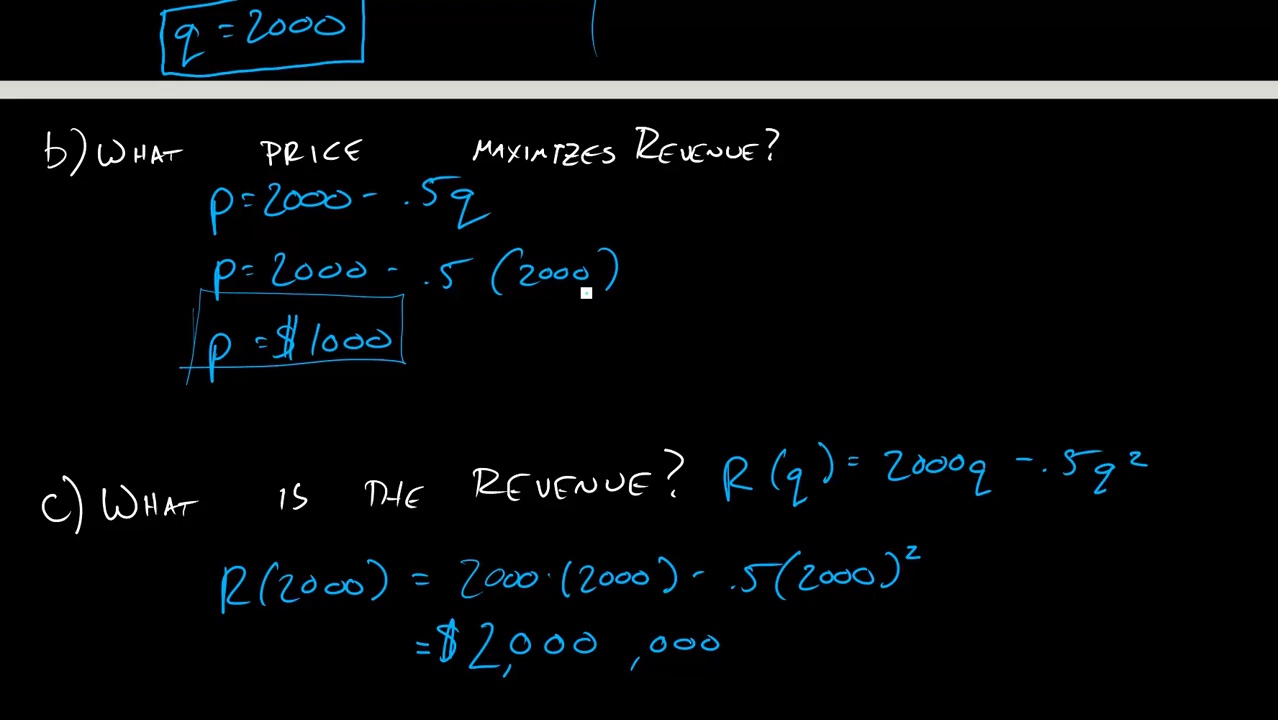 q = 2000
b) WHAT PRICE MAXIMIZES REVENUE?
p = 2000 - .5q
p = 2000 - .5 (2000)
p = $1000
c) WHAT IS THE REVENUE? R(q) = 2000q - .5q²
R(2000) = 2000·(2000) - .5(2000)²
= $2,000,000